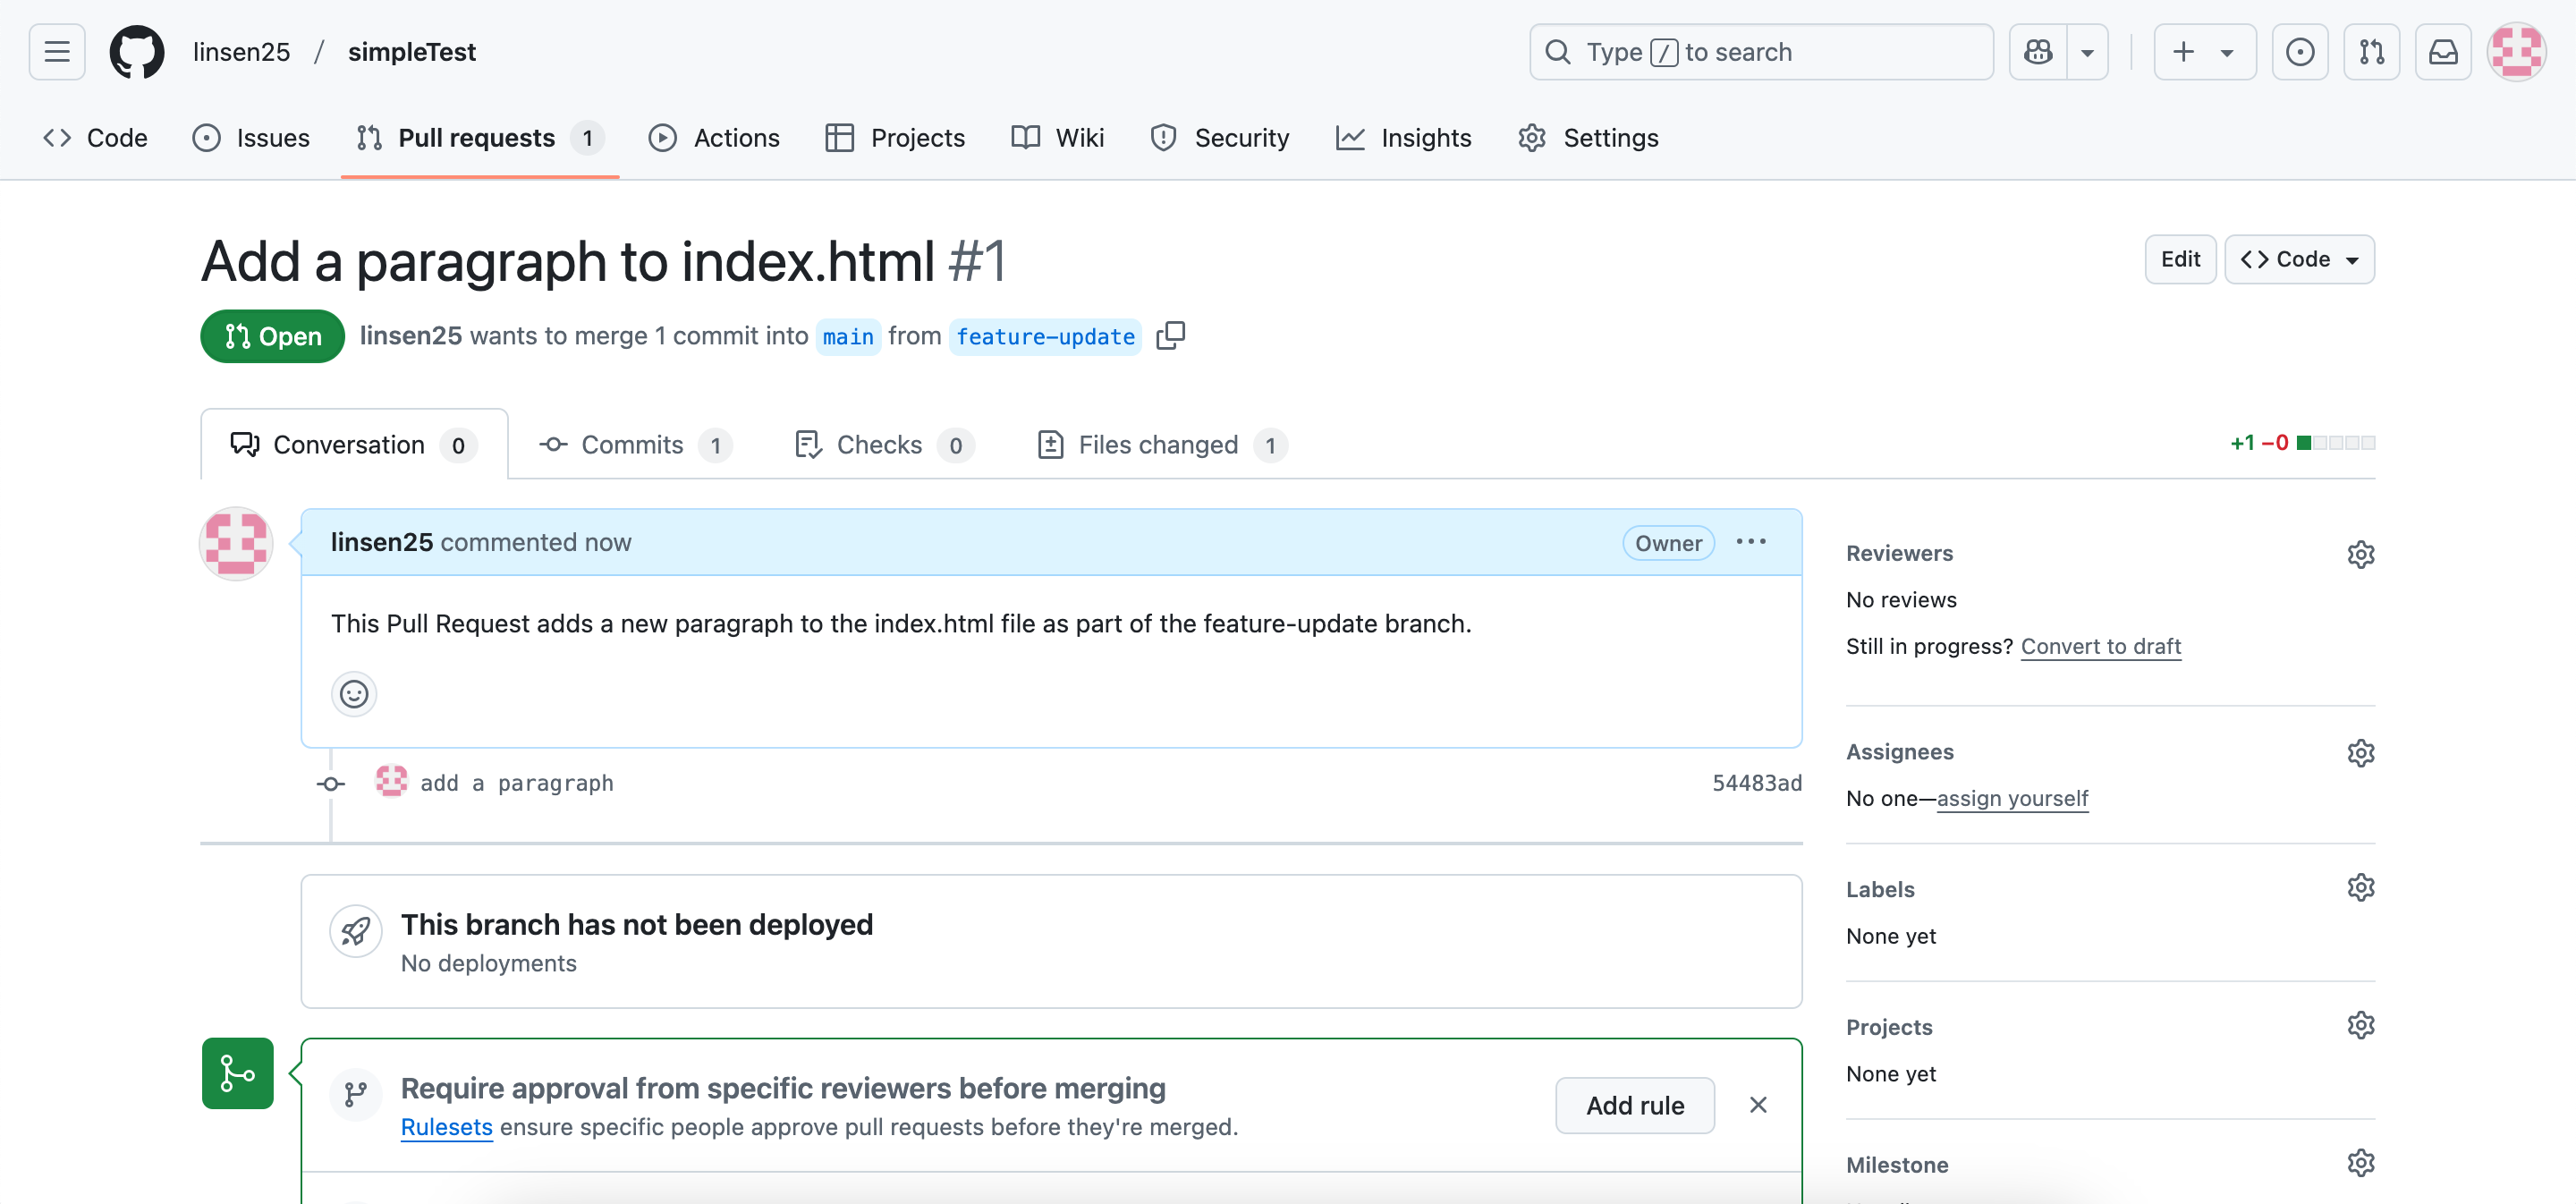 linsen25 / simpleTest
Type / to search
Code
Issues
Pull requests 1
Actions
Projects
Wiki
Security
Insights
Settings
Add a paragraph to index.html #1
Edit
Code
Open
linsen25 wants to merge 1 commit into main from feature-update
Conversation 0
Commits 1
Checks 0
Files changed 1
+1 −0
linsen25 commented now
Owner
This Pull Request adds a new paragraph to the index.html file as part of the feature-update branch.
add a paragraph
54483ad
This branch has not been deployed
No deployments
Require approval from specific reviewers before merging
Rulesets ensure specific people approve pull requests before they're merged.
Add rule
Reviewers
No reviews
Still in progress? Convert to draft
Assignees
No one—assign yourself
Labels
None yet
Projects
None yet
Milestone